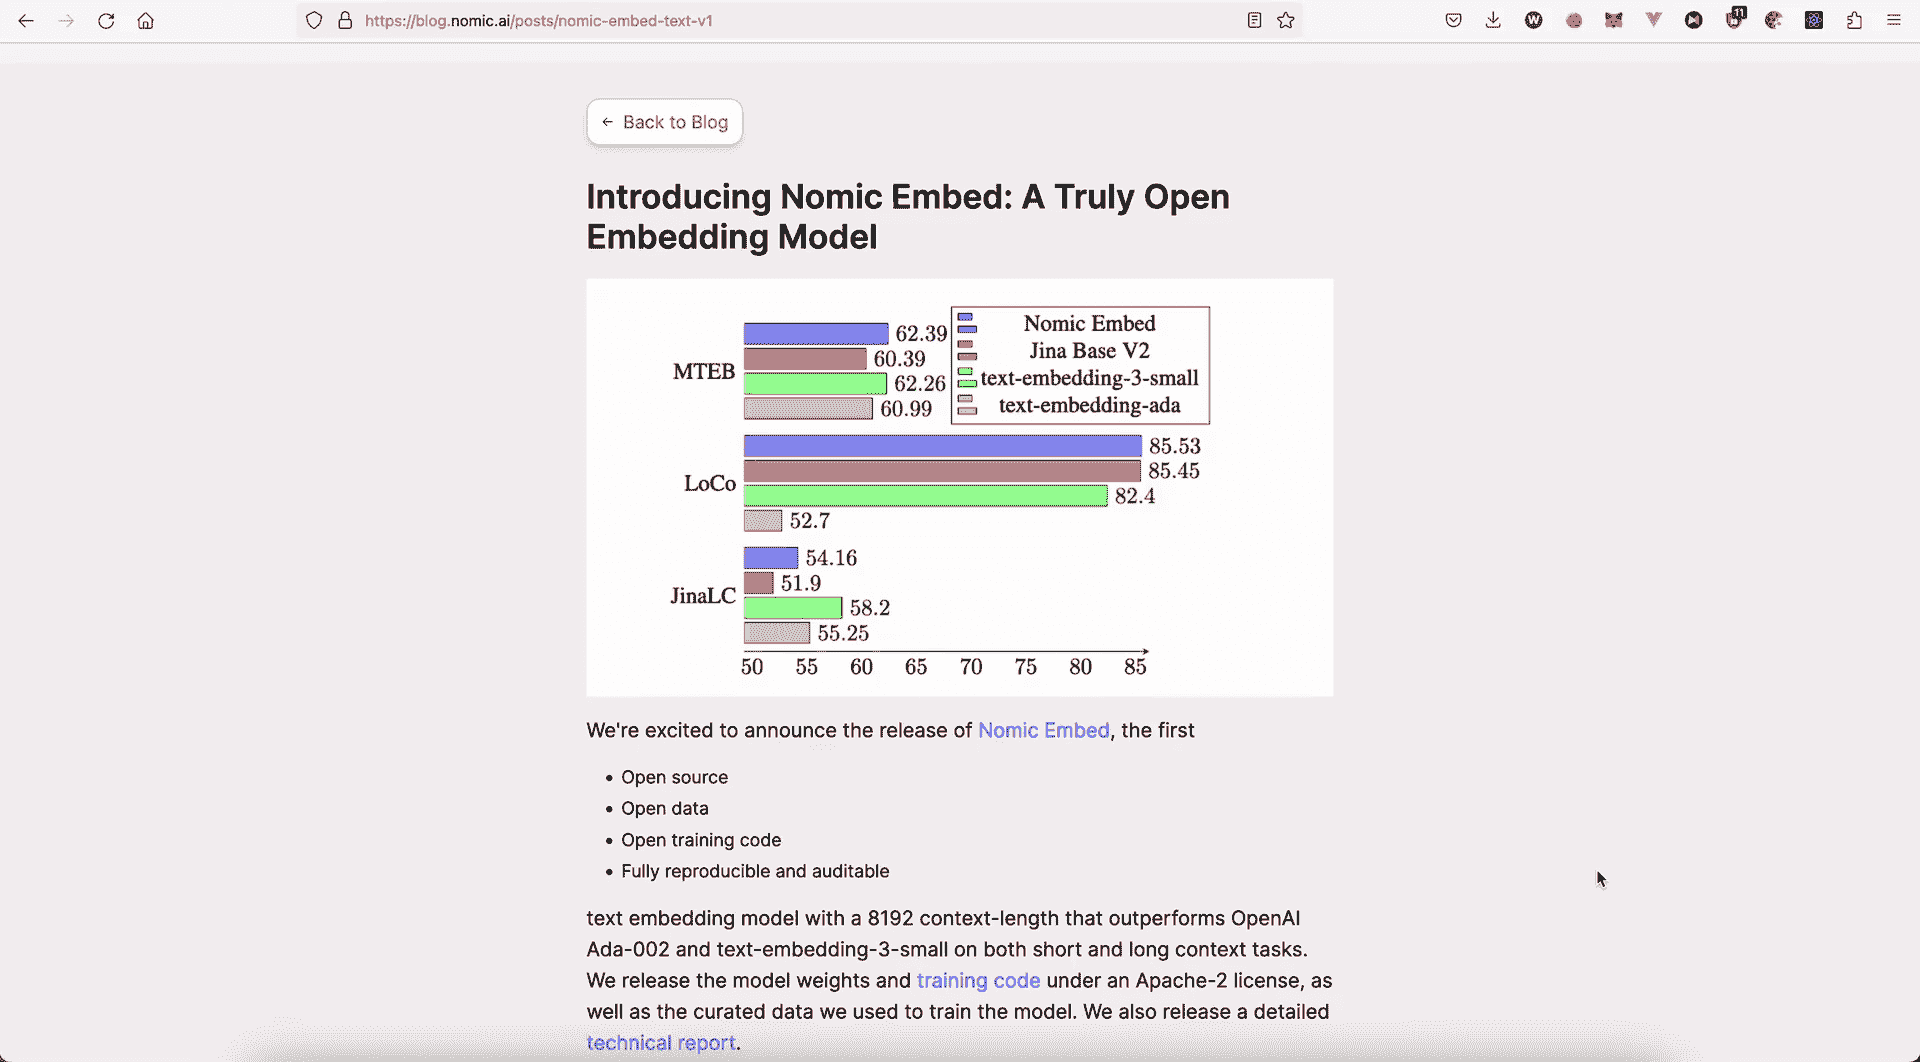 https://blog.nomic.ai/posts/nomic-embed-text-v1
W
11
← Back to Blog
Introducing Nomic Embed: A Truly Open
Embedding Model
MTEB
62.39
60.39
62.26
60.99
Nomic Embed
Jina Base V2
text-embedding-3-small
text-embedding-ada
LoCo
85.53
85.45
82.4
52.7
JinaLC
54.16
51.9
58.2
55.25
50 55 60 65 70 75 80 85
We're excited to announce the release of Nomic Embed, the first
• Open source
• Open data
• Open training code
• Fully reproducible and auditable
text embedding model with a 8192 context-length that outperforms OpenAI
Ada-002 and text-embedding-3-small on both short and long context tasks.
We release the model weights and training code under an Apache-2 license, as
well as the curated data we used to train the model. We also release a detailed
technical report.